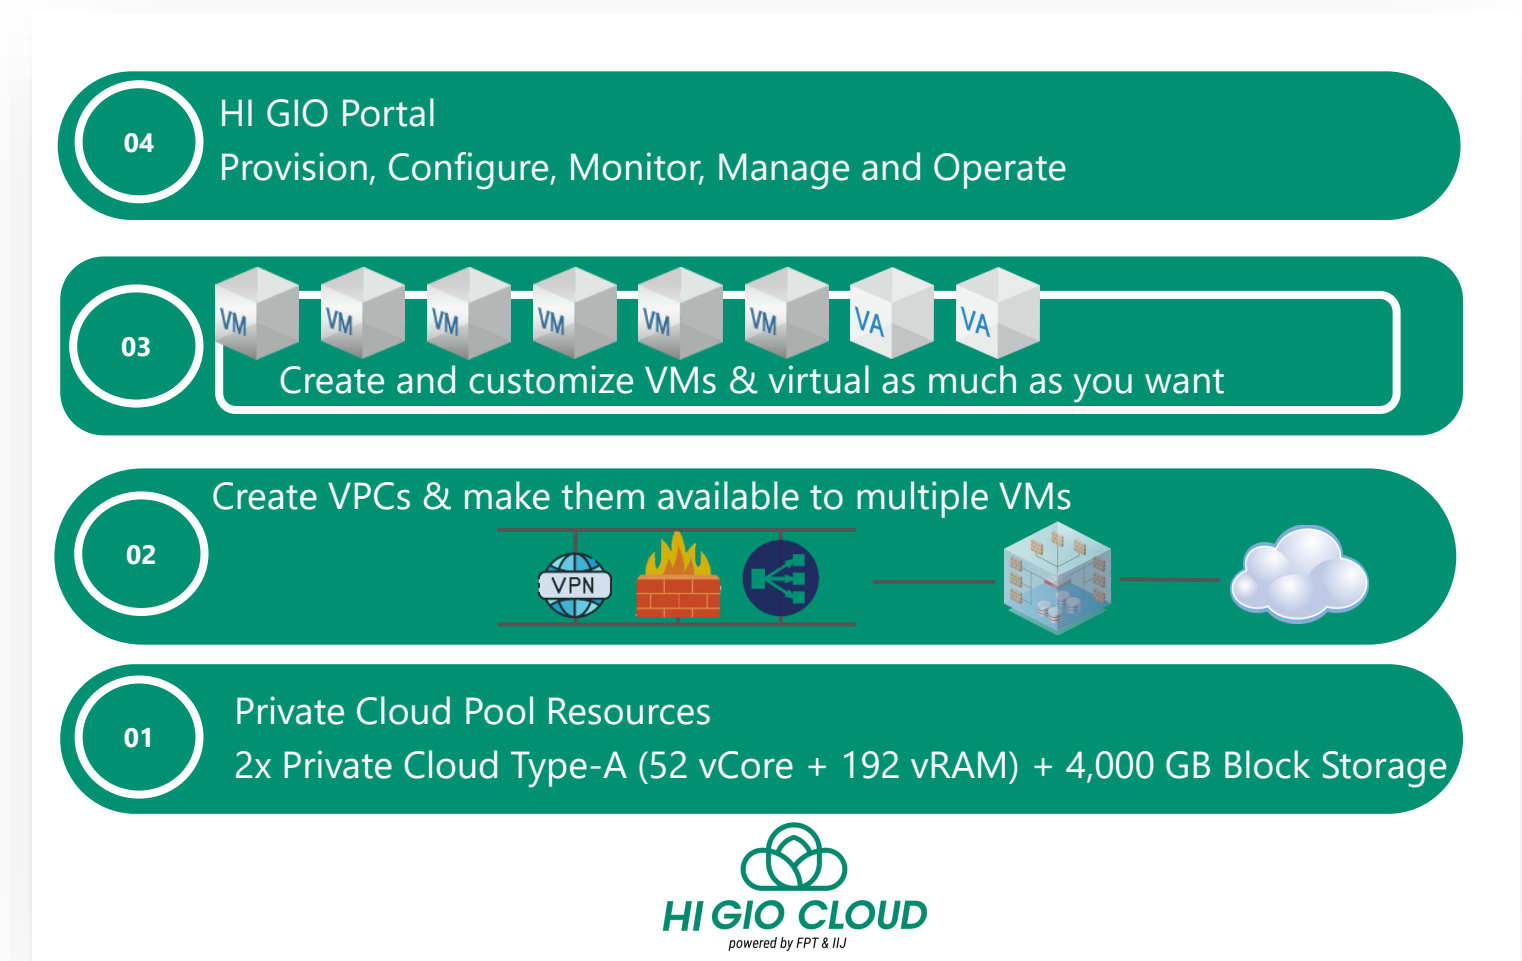 04
HI GIO Portal
Provision, Configure, Monitor, Manage and Operate
03
VM VM VM VM VM VM VA VA
Create and customize VMs & virtual as much as you want
02
Create VPCs & make them available to multiple VMs
VPN
01
Private Cloud Pool Resources
2x Private Cloud Type-A (52 vCore + 192 vRAM) + 4,000 GB Block Storage
HI GIO CLOUD
powered by FPT & IIJ